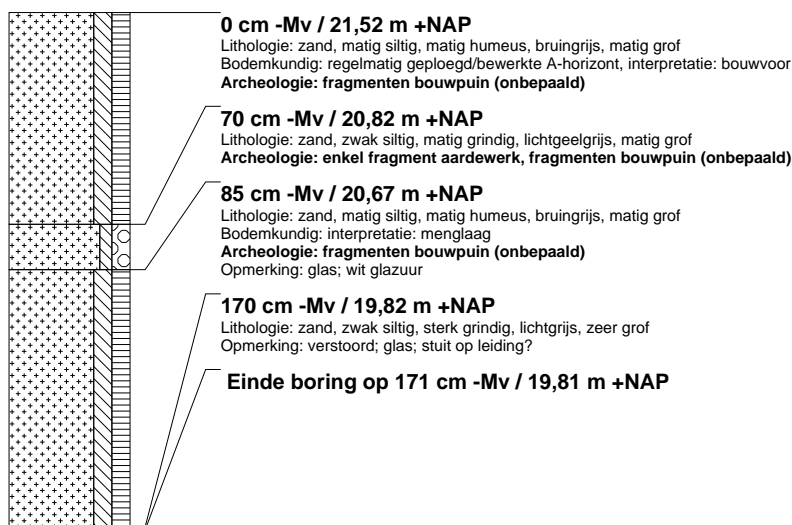 0 cm -Mv / 21,52 m +NAP
Lithologie: zand, matig siltig, matig humeus, bruingrijs, matig grof
Bodemkundig: regelmatig geploegd/bewerkte A-horizont, interpretatie: bouwvoor
Archeologie: fragmenten bouwpuin (onbepaald)
70 cm -Mv / 20,82 m +NAP
Lithologie: zand, zwak siltig, matig grindig, lichtgeelgrijs, matig grof
Archeologie: enkel fragment aardewerk, fragmenten bouwpuin (onbepaald)
85 cm -Mv / 20,67 m +NAP
Lithologie: zand, matig siltig, matig humeus, bruingrijs, matig grof
Bodemkundig: interpretatie: menglaag
Archeologie: fragmenten bouwpuin (onbepaald)
Opmerking: glas; wit glazuur
170 cm -Mv / 19,82 m +NAP
Lithologie: zand, zwak siltig, sterk grindig, lichtgrijs, zeer grof
Opmerking: verstoord; glas; stuit op leiding?
Einde boring op 171 cm -Mv / 19,81 m +NAP